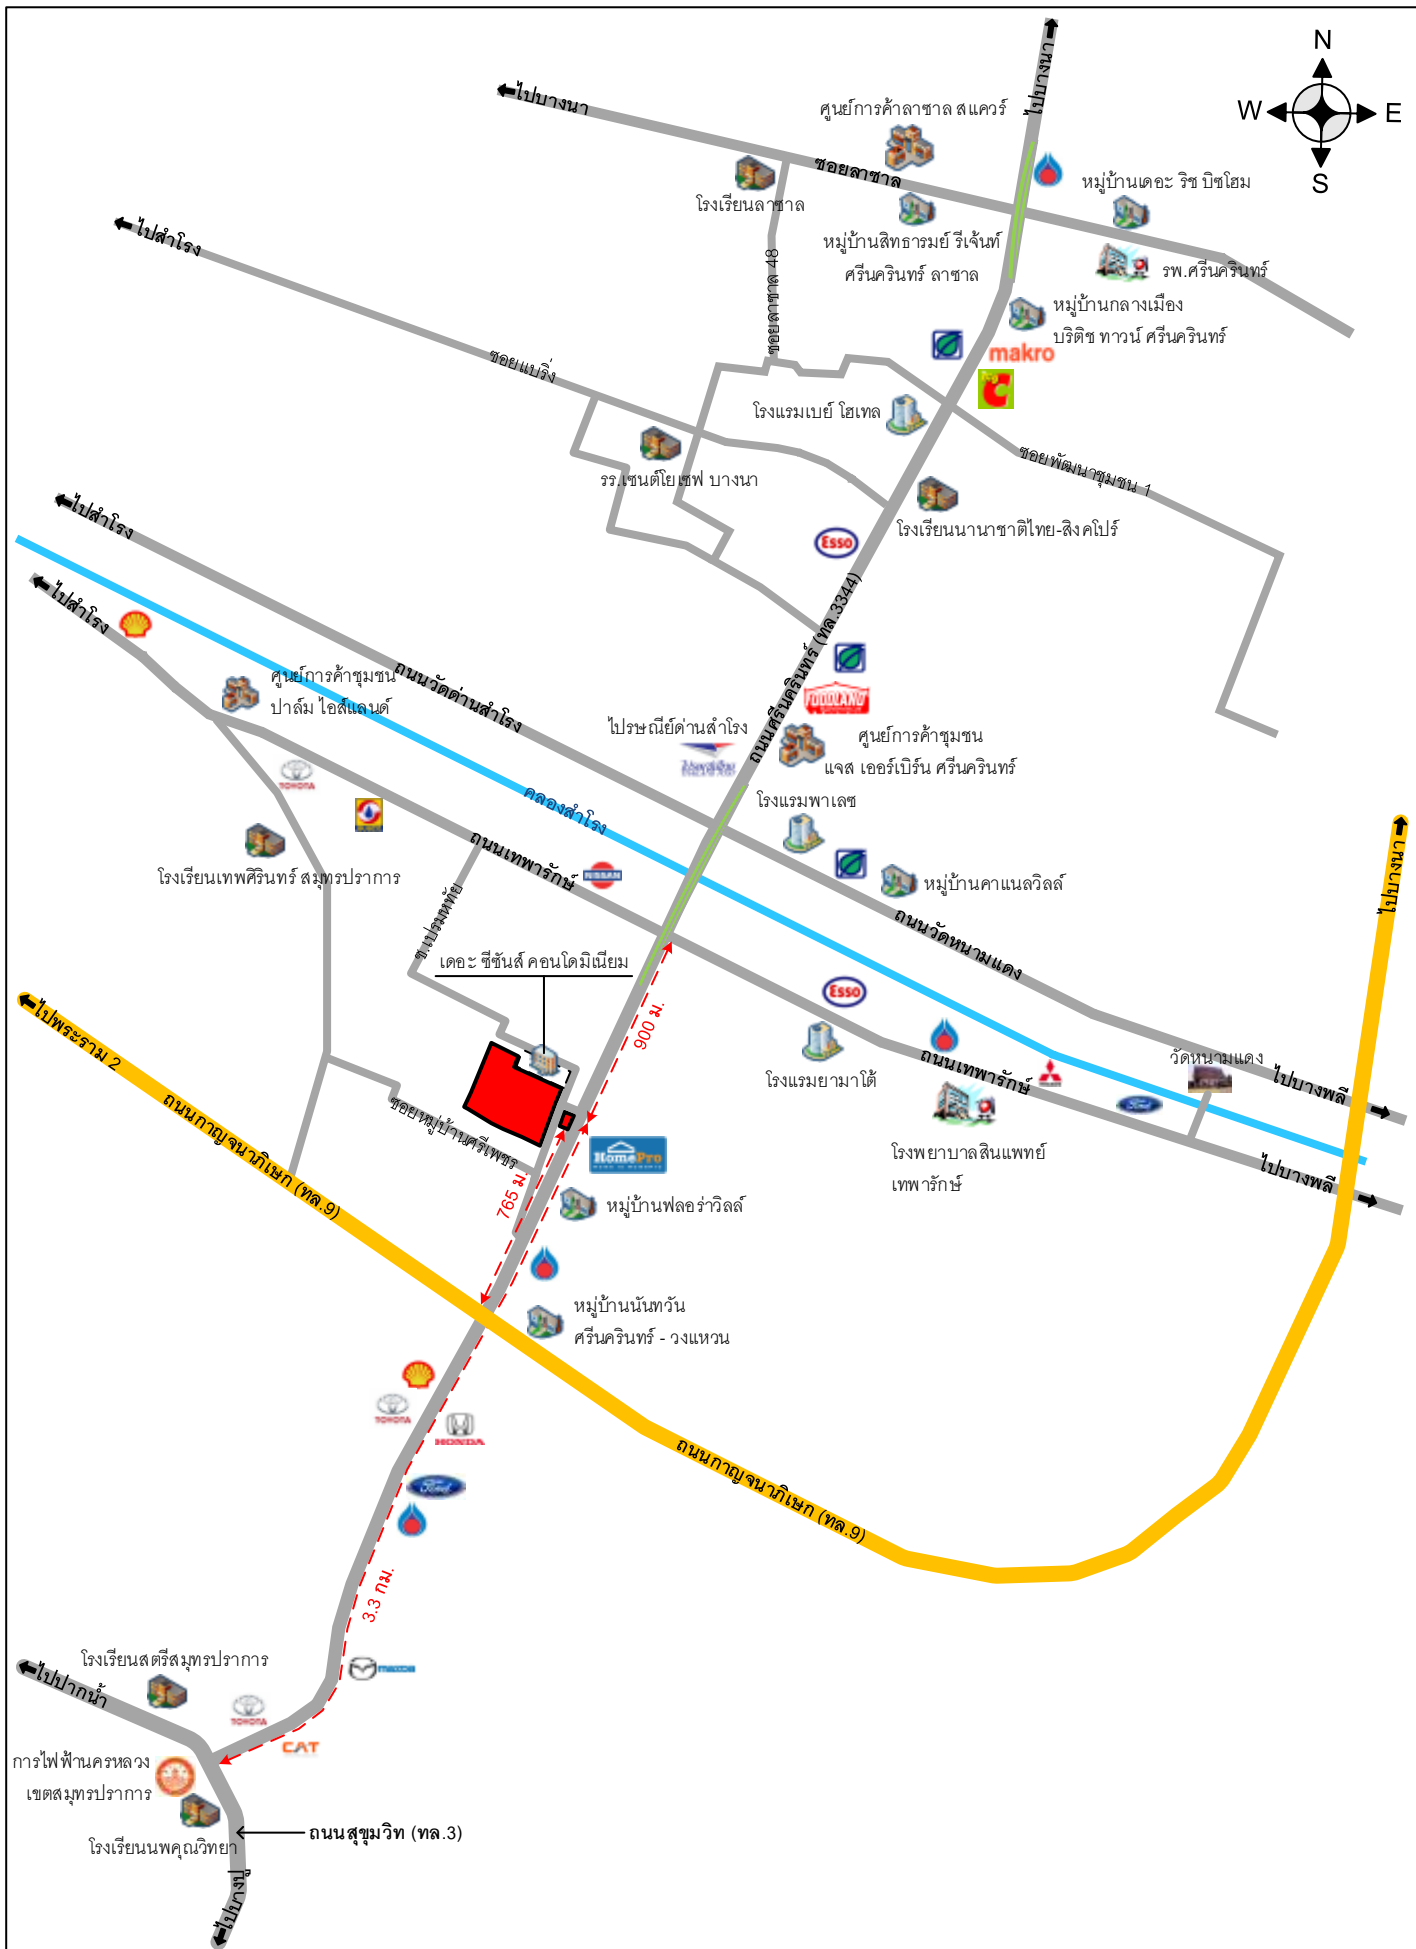 N
W
E
S
ไปบางนา
ไปบางนา
ศูนย์การค้าลาซาล สแควร์
ซอยลาซาล
หมู่บ้านเดอะ ริช บิซโฮม
โรงเรียนลาซาล
ไปสำโรง
หมู่บ้านสิทธารมย์ รีเจ้นท์
ศรีนครินทร์ ลาซาล
รพ.ศรีนครินทร์
ซอยลาซาล 48
หมู่บ้านกลางเมือง
บริติช ทาวน์ ศรีนครินทร์
makro
ซอยแบริ่ง
โรงแรมเบย์ โฮเทล
ซอยพัฒนาชุมชน 1
รร.เซนต์โยเซฟ บางนา
ไปสำโรง
โรงเรียนนานาชาติไทย-สิงคโปร์
Esso
ไปสำโรง
ถนนศรีนครินทร์ (ทล.3344)
ถนนวัดด่านสำโรง
ศูนย์การค้าชุมชน
ปาล์ม ไอส์แลนด์
FOODLAND
ไปรษณีย์ด่านสำโรง
ศูนย์การค้าชุมชน
แจส เออร์เบิร์น ศรีนครินทร์
TOYOTA
คลองสำโรง
โรงแรมพาเลซ
ถนนเทพารักษ์
NISSAN
โรงเรียนเทพศิรินทร์ สมุทรปราการ
หมู่บ้านคาแนลวิลล์
ไปบางนา
ซ.เปรมหทัย
ถนนวัดหนามแดง
เดอะ ซีซันส์ คอนโดมิเนียม
Esso
900 ม.
ไปพระราม 2
โรงแรมยามาโต้
ถนนเทพารักษ์
วัดหนามแดง
ไปบางพลี
Ford
ถนนกาญจนาภิเษก (ทล.9)
ซอยหมู่บ้านศรีเพชร
HomePro
โรงพยาบาลสินแพทย์
เทพารักษ์
ไปบางพลี
765 ม.
หมู่บ้านฟลอร่าวิลล์
หมู่บ้านนันทวัน
ศรีนครินทร์ - วงแหวน
TOYOTA
HONDA
ถนนกาญจนาภิเษก (ทล.9)
Ford
3.3 กม.
โรงเรียนสตรีสมุทรปราการ
mazda
ไปปากน้ำ
TOYOTA
CAT
การไฟฟ้านครหลวง
เขตสมุทรปราการ
ถนนสุขุมวิท (ทล.3)
โรงเรียนนพคุณวิทยา
ไปบางปู